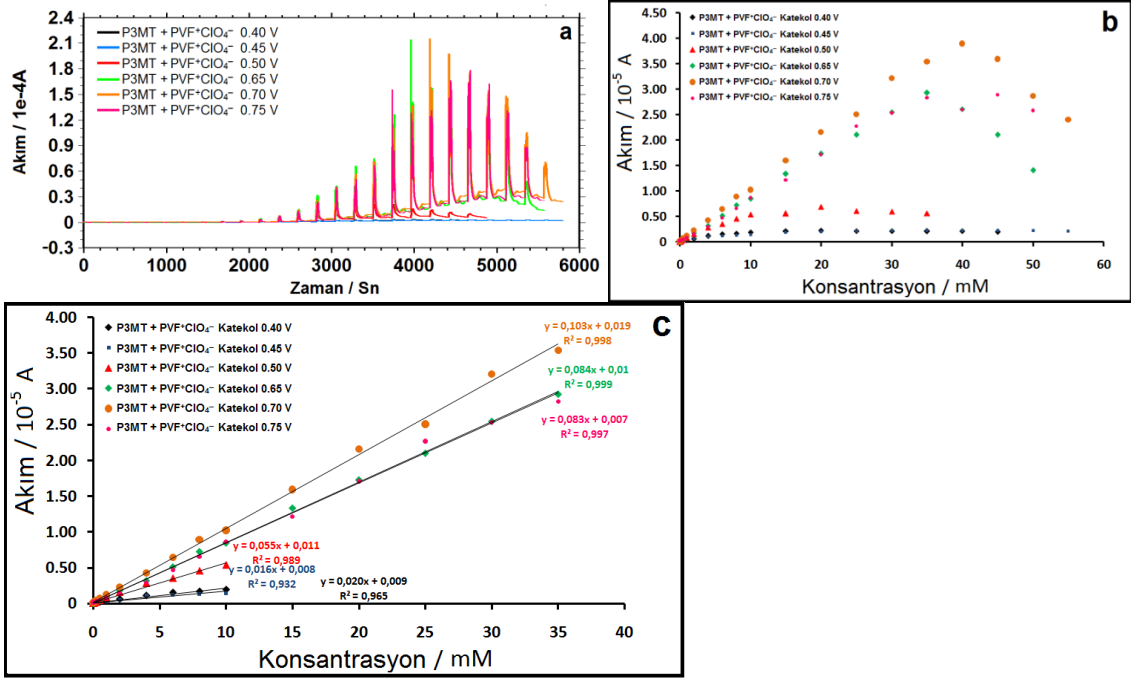 a
P3MT + PVF⁺ClO₄⁻ 0.40 V
P3MT + PVF⁺ClO₄⁻ 0.45 V
P3MT + PVF⁺ClO₄⁻ 0.50 V
P3MT + PVF⁺ClO₄⁻ 0.65 V
P3MT + PVF⁺ClO₄⁻ 0.70 V
P3MT + PVF⁺ClO₄⁻ 0.75 V
Akım / 1e-4A
2.4
2.1
1.8
1.5
1.2
0.9
0.6
0.3
0
-0.3
0 1000 2000 3000 4000 5000 6000
Zaman / Sn
b
P3MT + PVF⁺ClO₄⁻ Katekol 0.40 V
P3MT + PVF⁺ClO₄⁻ Katekol 0.45 V
P3MT + PVF⁺ClO₄⁻ Katekol 0.50 V
P3MT + PVF⁺ClO₄⁻ Katekol 0.65 V
P3MT + PVF⁺ClO₄⁻ Katekol 0.70 V
P3MT + PVF⁺ClO₄⁻ Katekol 0.75 V
Akım / 10⁻⁵ A
4.50
4.00
3.50
3.00
2.50
2.00
1.50
1.00
0.50
0
0 10 20 30 40 50 60
Konsantrasyon / mM
c
P3MT + PVF⁺ClO₄⁻ Katekol 0.40 V
P3MT + PVF⁺ClO₄⁻ Katekol 0.45 V
P3MT + PVF⁺ClO₄⁻ Katekol 0.50 V
P3MT + PVF⁺ClO₄⁻ Katekol 0.65 V
P3MT + PVF⁺ClO₄⁻ Katekol 0.70 V
P3MT + PVF⁺ClO₄⁻ Katekol 0.75 V
y = 0,103x + 0,019
R² = 0,998
y = 0,084x + 0,01
R² = 0,999
y = 0,083x + 0,007
R² = 0,997
y = 0,055x + 0,011
R² = 0,989
y = 0,016x + 0,008
R² = 0,932
y = 0,020x + 0,009
R² = 0,965
Akım / 10⁻⁵ A
4.00
3.50
3.00
2.50
2.00
1.50
1.00
0.50
0
0 5 10 15 20 25 30 35 40
Konsantrasyon / mM